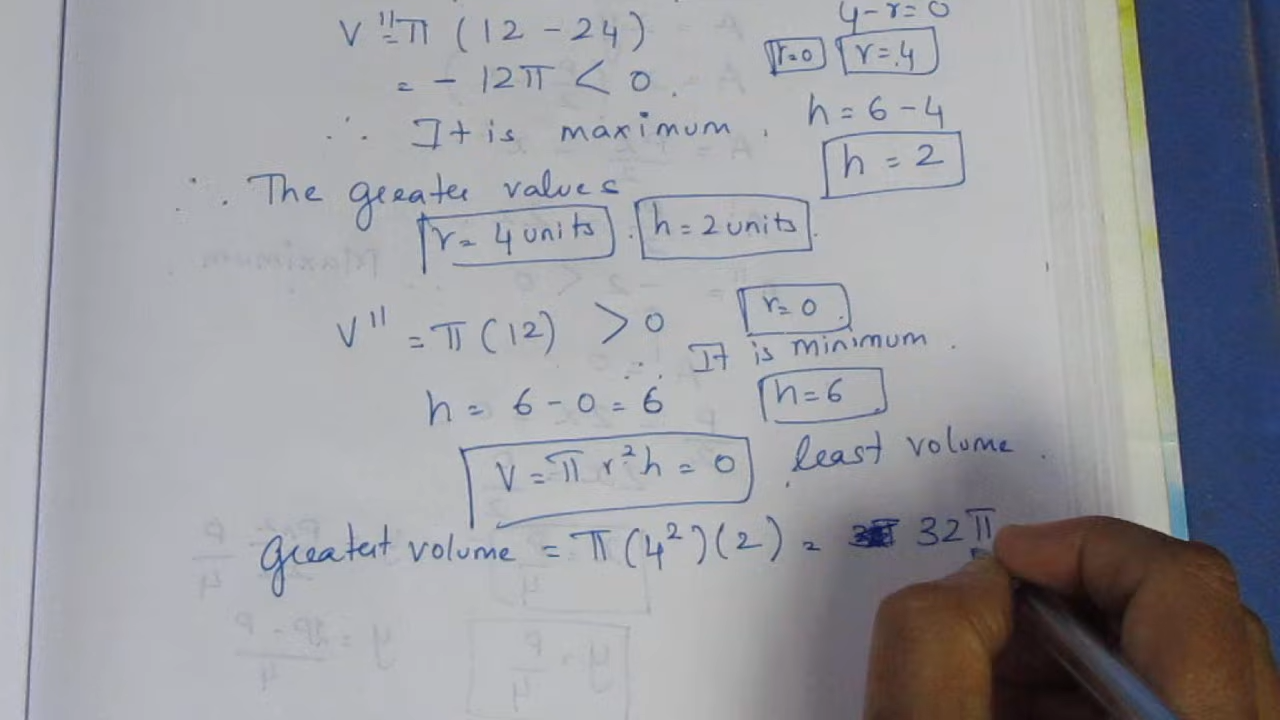 V'' = π (12 - 24)
= - 12π < 0.
∴ It is maximum.
4-r=0
r=0 r=4
h = 6 - 4
h = 2
∴ The greater values
r= 4 units. h=2 units.
V'' = π (12) > 0 r=0.
∴ It is minimum.
h = 6 - 0 = 6 h=6
V = π r²h = 0 least volume.
Greatest volume = π (4²)(2) = 32π